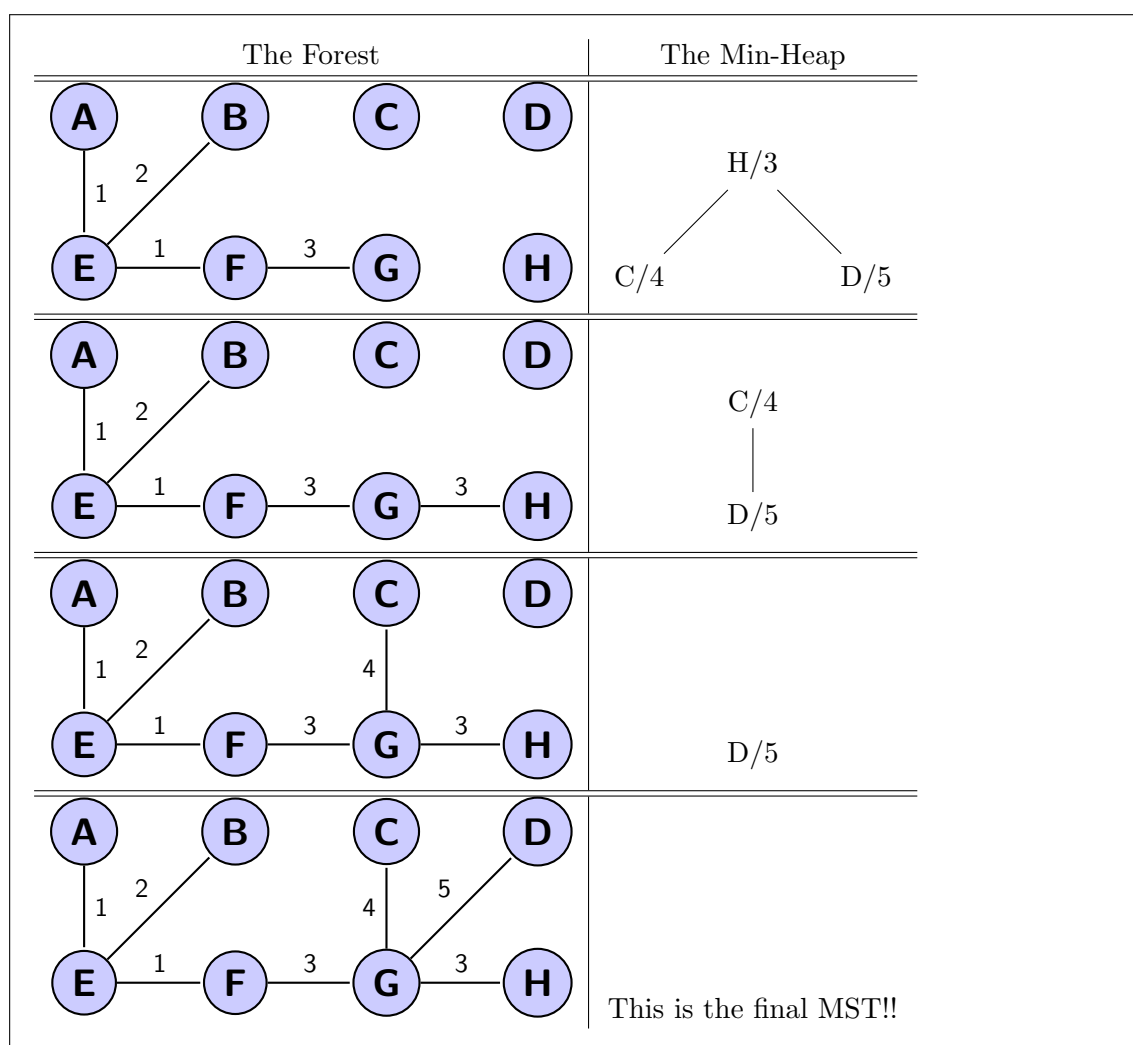 The Forest The Min-Heap
A B C D
2
1
H/3
1 3
E F G H
C/4 D/5
A B C D
2
1
C/4
1 3 3
E F G H
D/5
A B C D
2
1 4
1 3 3
E F G H
D/5
A B C D
2 5
1 4
1 3 3
E F G H
This is the final MST!!